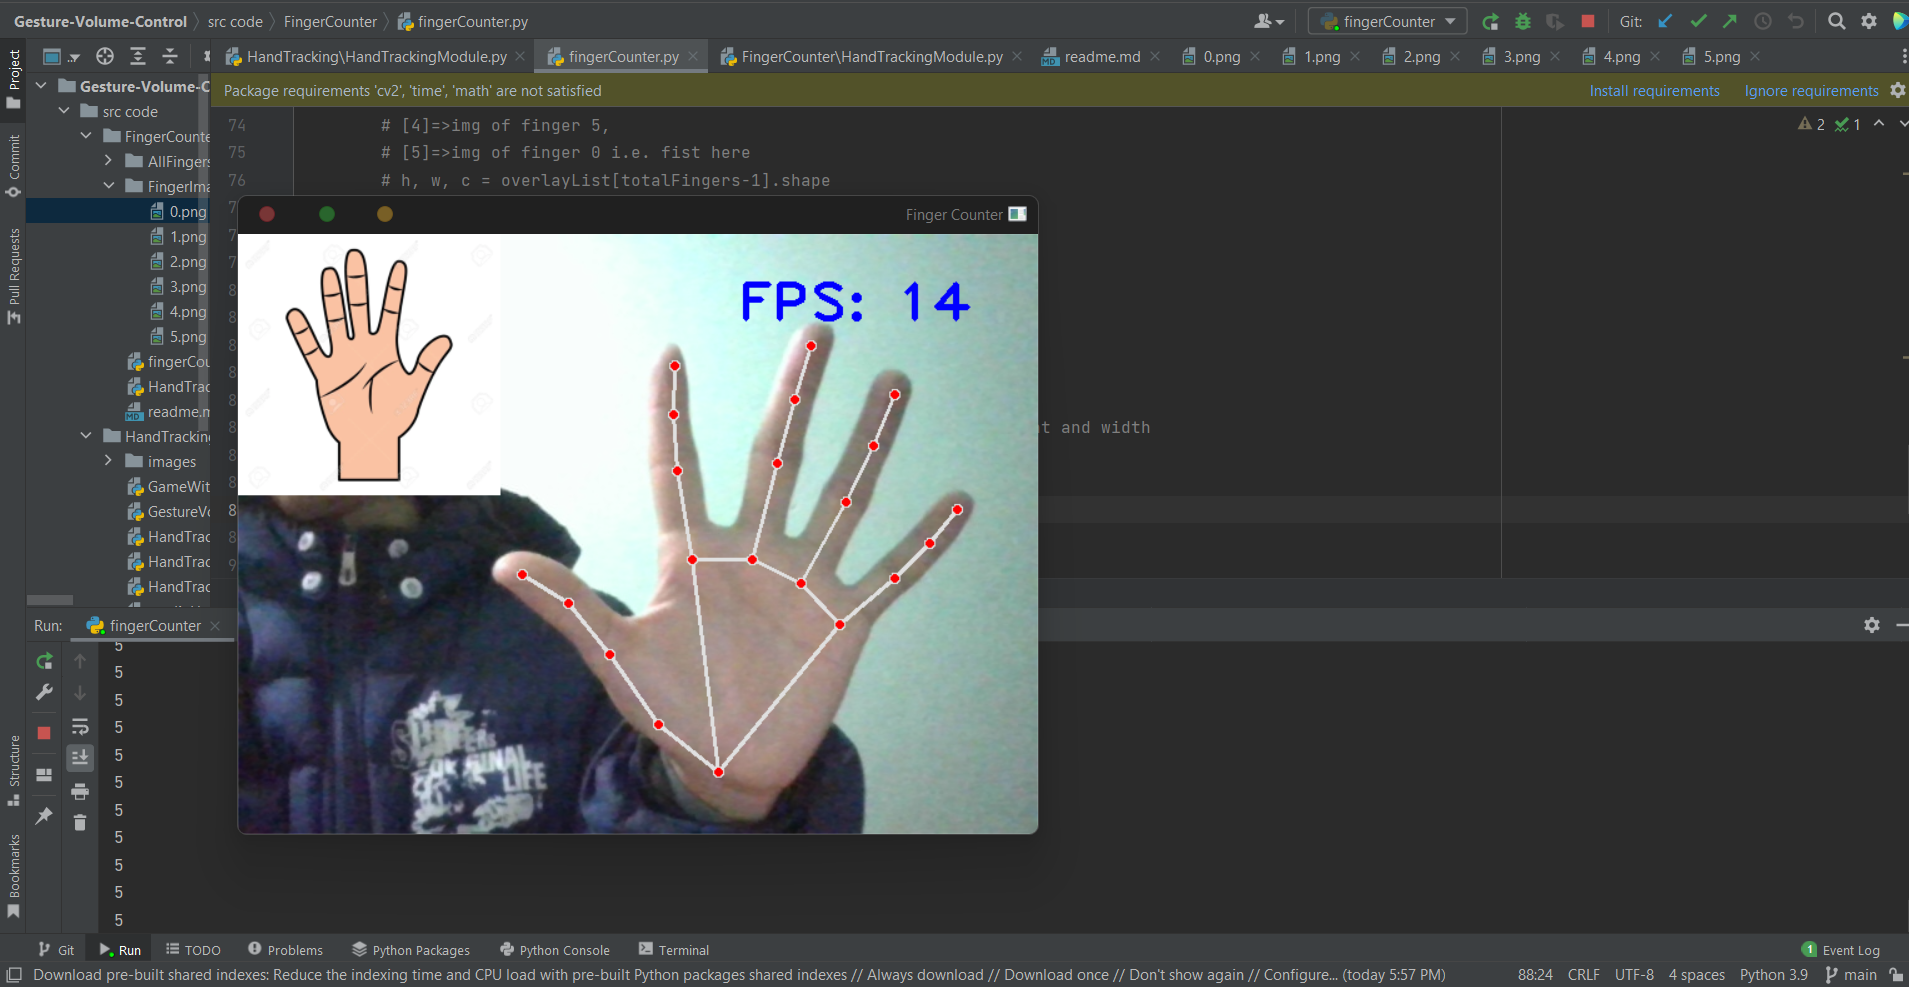 Gesture-Volume-Control src code FingerCounter fingerCounter.py
fingerCounter Git:
HandTracking\HandTrackingModule.py fingerCounter.py FingerCounter\HandTrackingModule.py readme.md 0.png 1.png 2.png 3.png 4.png 5.png
Package requirements 'cv2', 'time', 'math' are not satisfied Install requirements Ignore requirements
Project
Commit
Pull Requests
Structure
Bookmarks
Gesture-Volume-C
src code
FingerCounte
AllFingers
FingerIma
0.png
1.png
2.png
3.png
4.png
5.png
fingerCou
HandTrac
readme.m
HandTracking
images
GameWit
GestureVo
HandTrac
HandTrac
HandTrac
74 # [4]=>img of finger 5,
75 # [5]=>img of finger 0 i.e. fist here
76 # h, w, c = overlayList[totalFingers-1].shape
2 1
Finger Counter
FPS: 14
and width
FOR
LIFE
Run: fingerCounter
5
5
5
5
5
5
5
5
5
5
5
Git Run TODO Problems Python Packages Python Console Terminal 1 Event Log
Download pre-built shared indexes: Reduce the indexing time and CPU load with pre-built Python packages shared indexes // Always download // Download once // Don't show again // Configure... (today 5:57 PM) 88:24 CRLF UTF-8 4 spaces Python 3.9 main